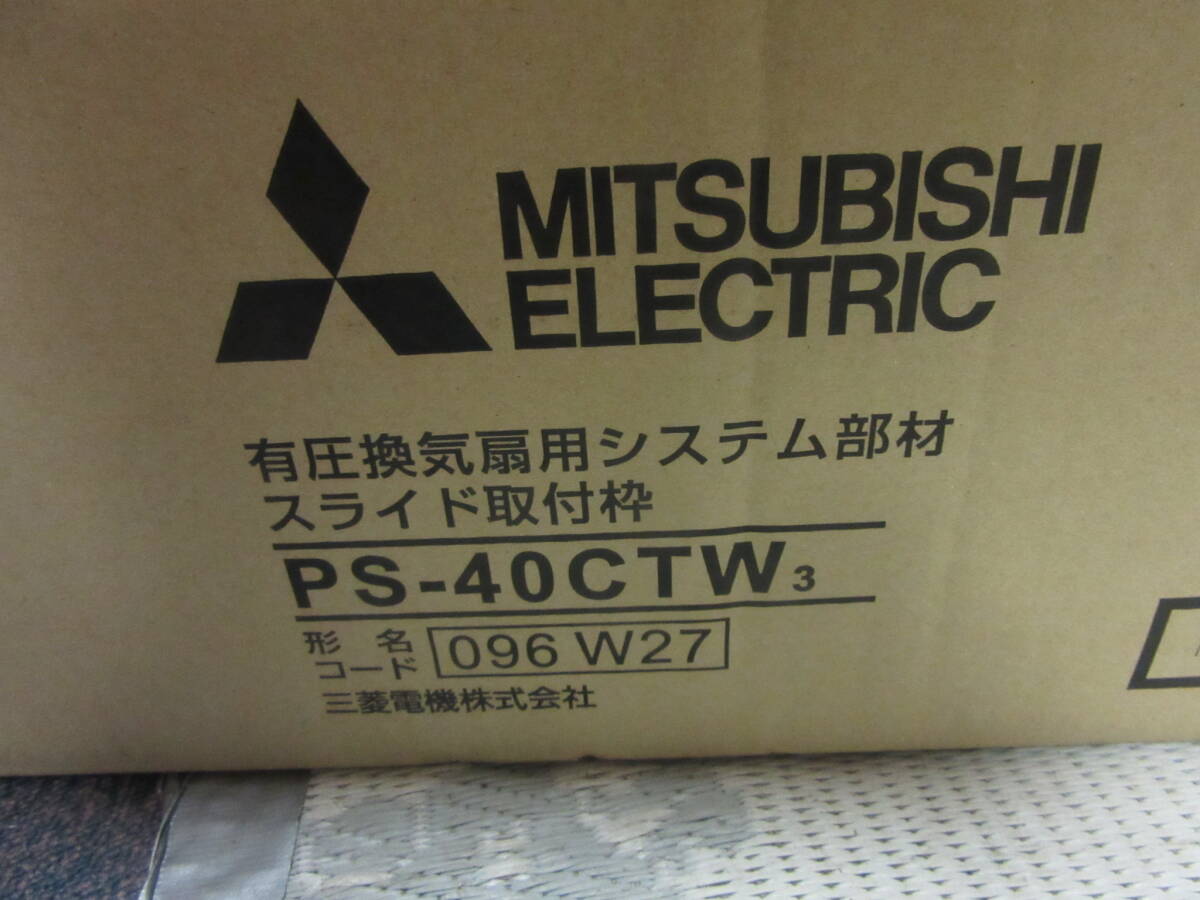 MITSUBISHI
ELECTRIC
有圧換気扇用システム部材
スライド取付枠
PS-40CTW3
形名
コード 096 W27
三菱電機株式会社